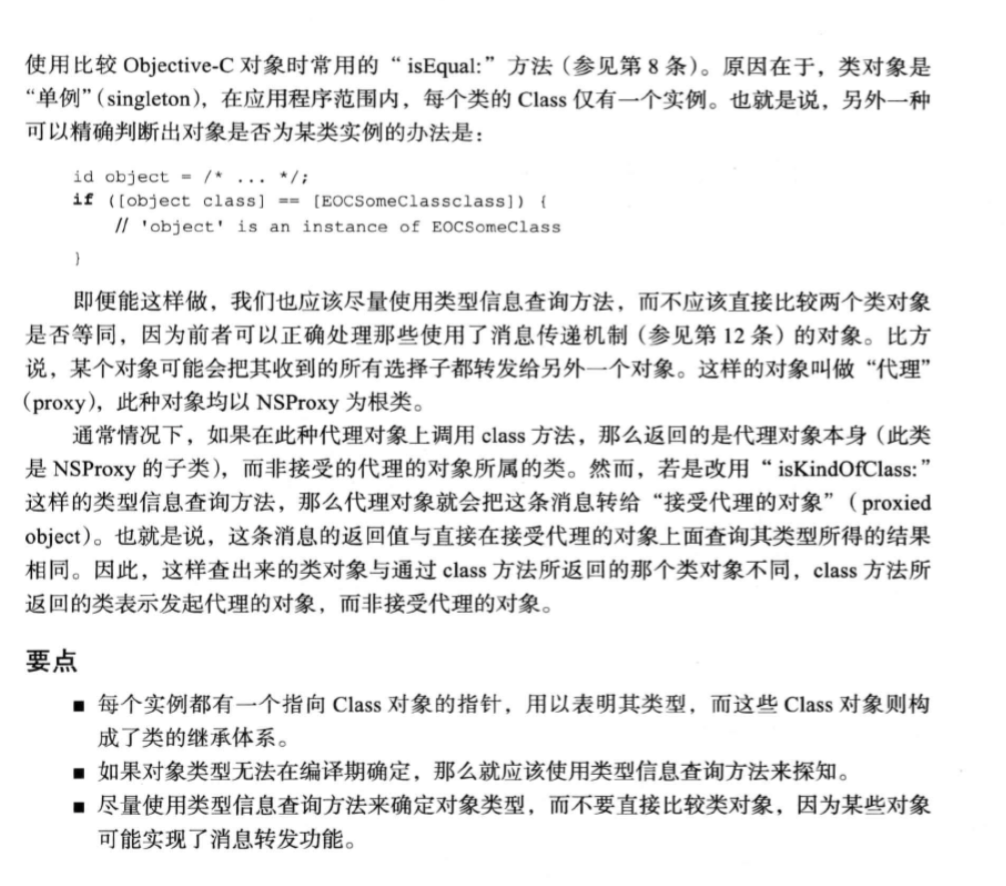 使用比较 Objective-C 对象时常用的“isEqual:”方法（参见第 8 条）。原因在于，类对象是
“单例”（singleton），在应用程序范围内，每个类的 Class 仅有一个实例。也就是说，另外一种
可以精确判断出对象是否为某类实例的办法是：
id object = /* ... */;
if ([object class] == [EOCSomeClassclass]) {
// 'object' is an instance of EOCSomeClass
}
即便能这样做，我们也应该尽量使用类型信息查询方法，而不应该直接比较两个类对象
是否等同，因为前者可以正确处理那些使用了消息传递机制（参见第 12 条）的对象。比方
说，某个对象可能会把其收到的所有选择子都转发给另外一个对象。这样的对象叫做“代理”
（proxy），此种对象均以 NSProxy 为根类。
通常情况下，如果在此种代理对象上调用 class 方法，那么返回的是代理对象本身（此类
是 NSProxy 的子类），而非接受的代理的对象所属的类。然而，若是改用“isKindOfClass:”
这样的类型信息查询方法，那么代理对象就会把这条消息转给“接受代理的对象”（proxied
object）。也就是说，这条消息的返回值与直接在接受代理的对象上面查询其类型所得的结果
相同。因此，这样查出来的类对象与通过 class 方法所返回的那个类对象不同，class 方法所
返回的类表示发起代理的对象，而非接受代理的对象。
要点
■ 每个实例都有一个指向 Class 对象的指针，用以表明其类型，而这些 Class 对象则构
成了类的继承体系。
■ 如果对象类型无法在编译期确定，那么就应该使用类型信息查询方法来探知。
■ 尽量使用类型信息查询方法来确定对象类型，而不要直接比较类对象，因为某些对象
可能实现了消息转发功能。